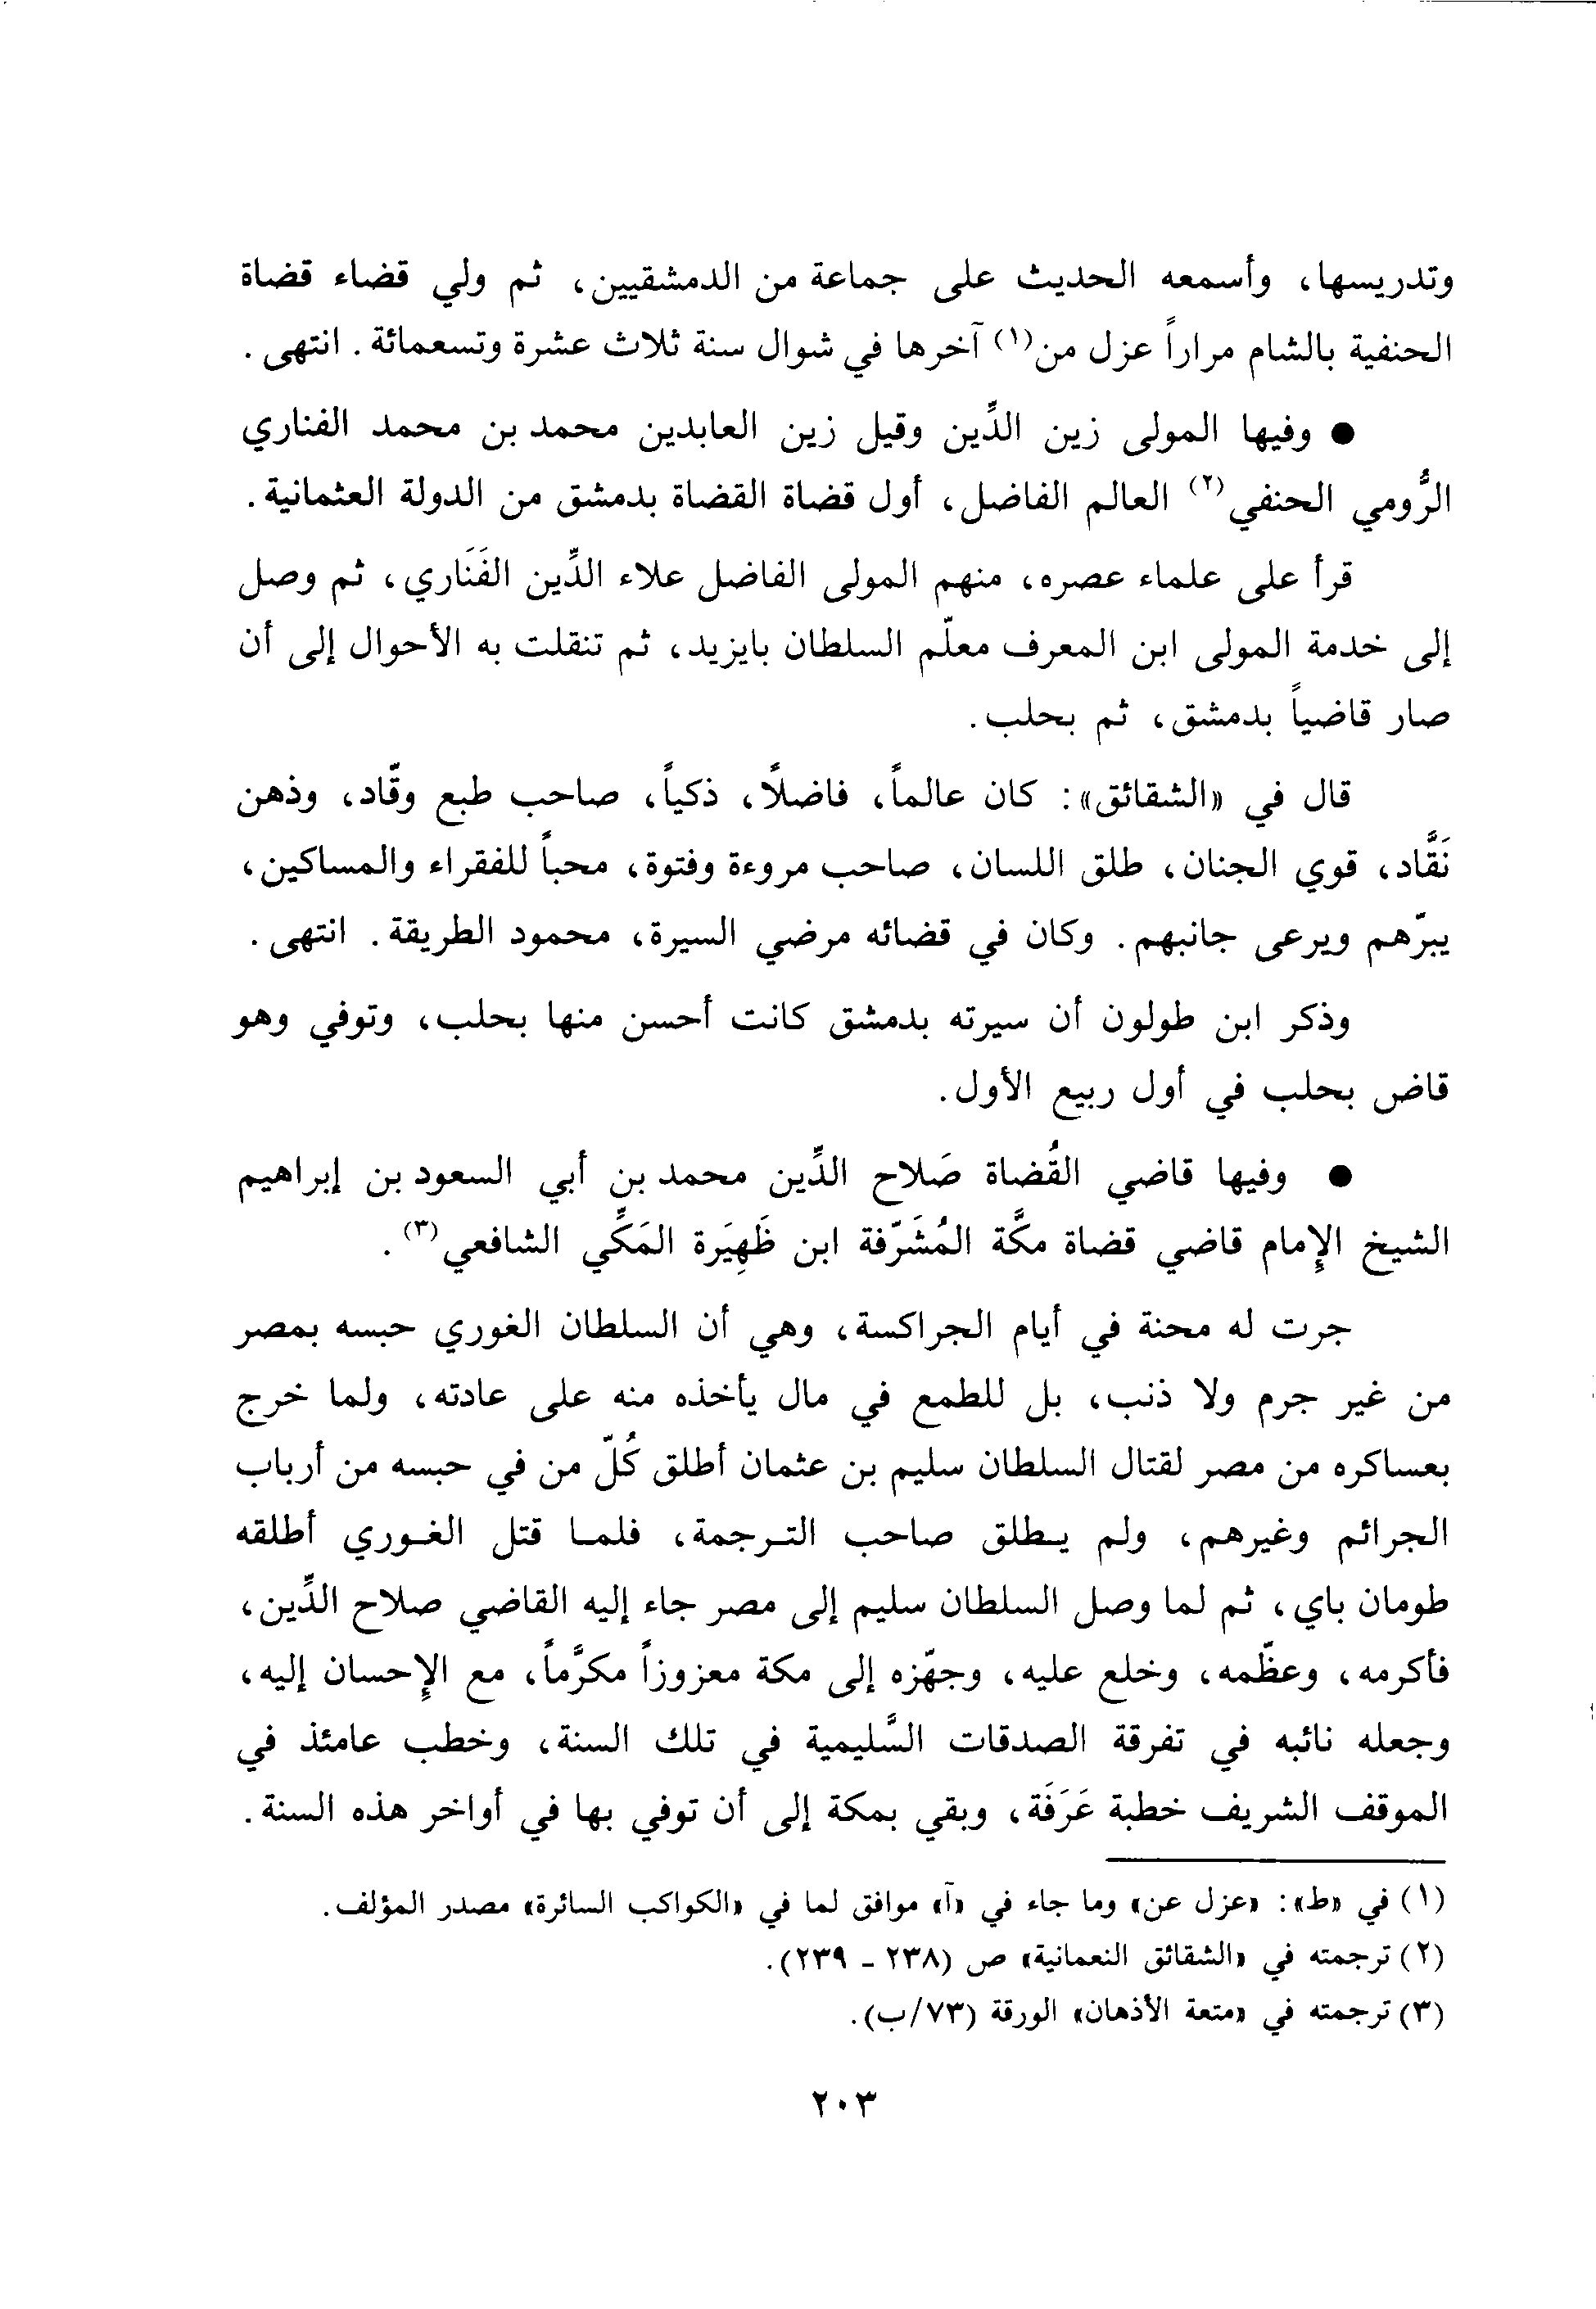 وتدريسها، وأسمعه الحديث على جماعة من الدمشقيين، ثم ولي قضاء قضاة
الحنفية بالشام مراراً عزل من(١) آخرها في شوال سنة ثلاث عشرة وتسعمائة. انتهى.
● وفيها المولى زين الدِّين وقيل زين العابدين محمد بن محمد الفناري
الرُّومي الحنفي(٢) العالم الفاضل، أول قضاة القضاة بدمشق من الدولة العثمانية.
قرأ على علماء عصره، منهم المولى الفاضل علاء الدِّين الفَنَاري، ثم وصل
إلى خدمة المولى ابن المعرف معلّم السلطان بايزيد، ثم تنقلت به الأحوال إلى أن
صار قاضياً بدمشق، ثم بحلب.
قال في «الشقائق»: كان عالماً، فاضلًا، ذكياً، صاحب طبع وقّاد، وذهن
نَقَّاد، قوي الجنان، طلق اللسان، صاحب مروءة وفتوة، محباً للفقراء والمساكين،
يبرّهم ويرعى جانبهم. وكان في قضائه مرضي السيرة، محمود الطريقة. انتهى.
وذكر ابن طولون أن سيرته بدمشق كانت أحسن منها بحلب، وتوفي وهو
قاض بحلب في أول ربيع الأول.
● وفيها قاضي القُضاة صَلاح الدِّين محمد بن أبي السعود بن إبراهيم
الشيخ الإِمام قاضي قضاة مكَّة المُشَرّفة ابن ظَهِيَرة المَكِّي الشافعي(٣).
جرت له محنة في أيام الجراكسة، وهي أن السلطان الغوري حبسه بمصر
من غير جرم ولا ذنب، بل للطمع في مال يأخذه منه على عادته، ولما خرج
بعساكره من مصر لقتال السلطان سليم بن عثمان أطلق كُلّ من في حبسه من أرباب
الجرائم وغيرهم، ولم يـطلق صاحب التـرجمة، فلمـا قتل الغـوري أطلقه
طومان باي، ثم لما وصل السلطان سليم إلى مصر جاء إليه القاضي صلاح الدِّين،
فأكرمه، وعظّمه، وخلع عليه، وجهّزه إلى مكة معزوزاً مكرَّماً، مع الإِحسان إليه،
وجعله نائبه في تفرقة الصدقات السَّليمية في تلك السنة، وخطب عامئذ في
الموقف الشريف خطبة عَرَفَة، وبقي بمكة إلى أن توفي بها في أواخر هذه السنة.
(١) في «ط»: «عزل عن» وما جاء في «آ» موافق لما في «الكواكب السائرة» مصدر المؤلف.
(٢) ترجمته في «الشقائق النعمانية» ص (٢٣٨ - ٢٣٩).
(٣) ترجمته في «متعة الأذهان» الورقة (٧٣/ب).
٢٠٣